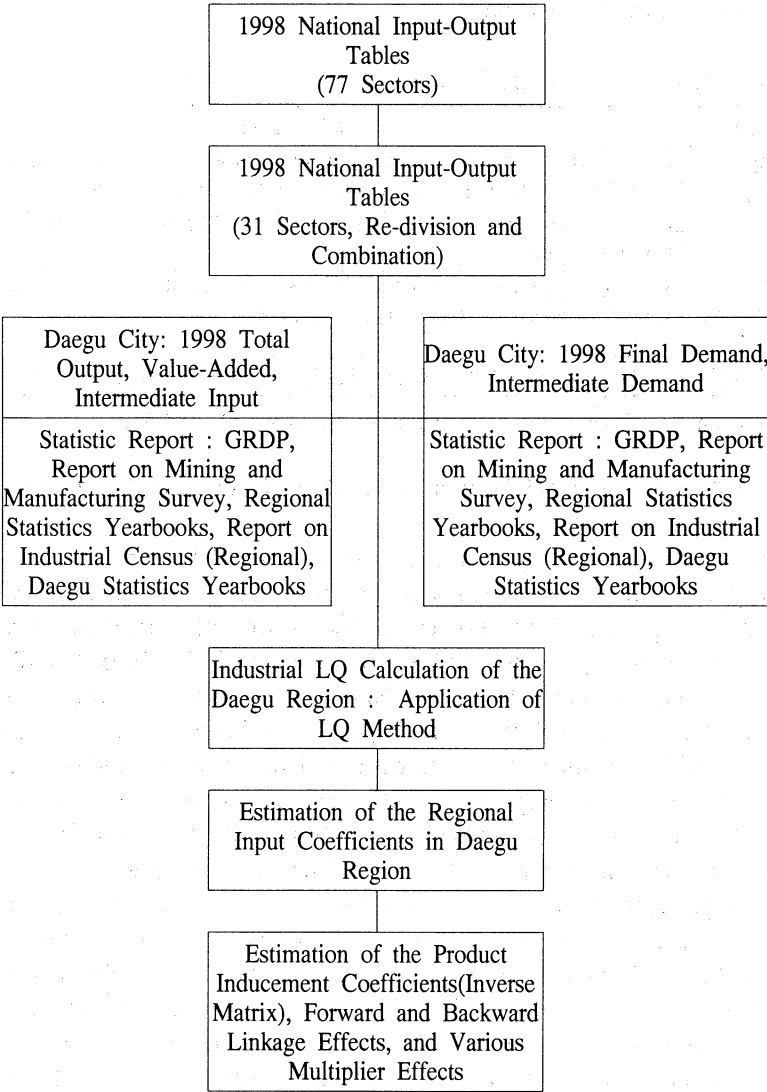 1998 National Input-Output
Tables
(77 Sectors)
1998 National Input-Output
Tables
(31 Sectors, Re-division and
Combination)
Daegu City: 1998 Total
Output, Value-Added,
Intermediate Input
Statistic Report : GRDP,
Report on Mining and
Manufacturing Survey, Regional
Statistics Yearbooks, Report on
Industrial Census (Regional),
Daegu Statistics Yearbooks
Daegu City: 1998 Final Demand,
Intermediate Demand
Statistic Report : GRDP, Report
on Mining and Manufacturing
Survey, Regional Statistics
Yearbooks, Report on Industrial
Census (Regional), Daegu
Statistics Yearbooks
Industrial LQ Calculation of the
Daegu Region : Application of
LQ Method
Estimation of the Regional
Input Coefficients in Daegu
Region
Estimation of the Product
Inducement Coefficients(Inverse
Matrix), Forward and Backward
Linkage Effects, and Various
Multiplier Effects